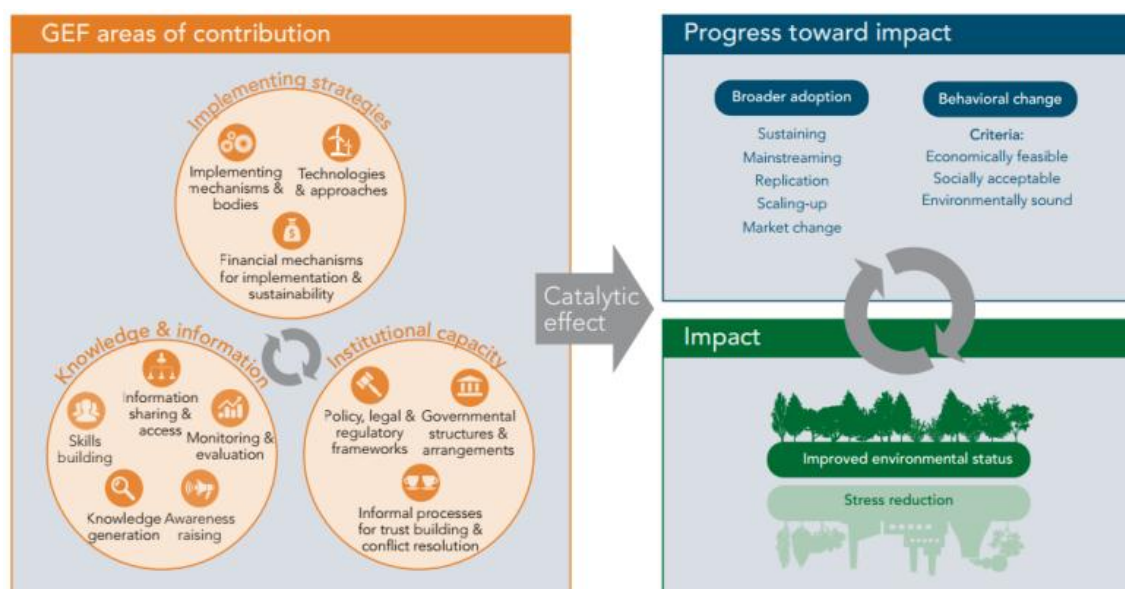 GEF areas of contribution
Implementing strategies
Implementing
mechanisms &
bodies
Technologies
& approaches
Financial mechanisms
for implementation &
sustainability
Knowledge & information
Information
sharing &
access
Skills
building
Monitoring &
evaluation
Knowledge
generation
Awareness
raising
Institutional capacity
Policy, legal &
regulatory
frameworks
Governmental
structures &
arrangements
Informal processes
for trust building &
conflict resolution
Catalytic
effect
Progress toward impact
Broader adoption
Sustaining
Mainstreaming
Replication
Scaling-up
Market change
Behavioral change
Criteria:
Economically feasible
Socially acceptable
Environmentally sound
Impact
Improved environmental status
Stress reduction